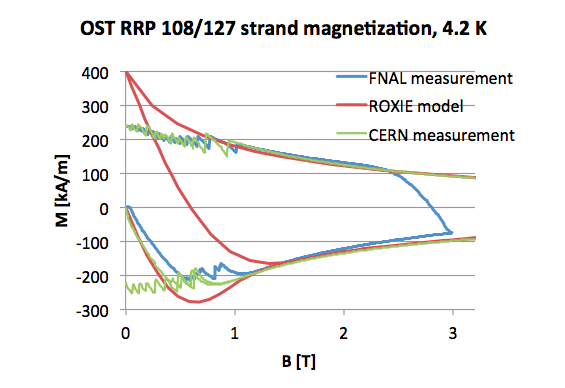 OST RRP 108/127 strand magnetization, 4.2 K
400
300
200
100
0
-100
-200
-300
M [kA/m]
FNAL measurement
ROXIE model
CERN measurement
0
1
2
3
B [T]